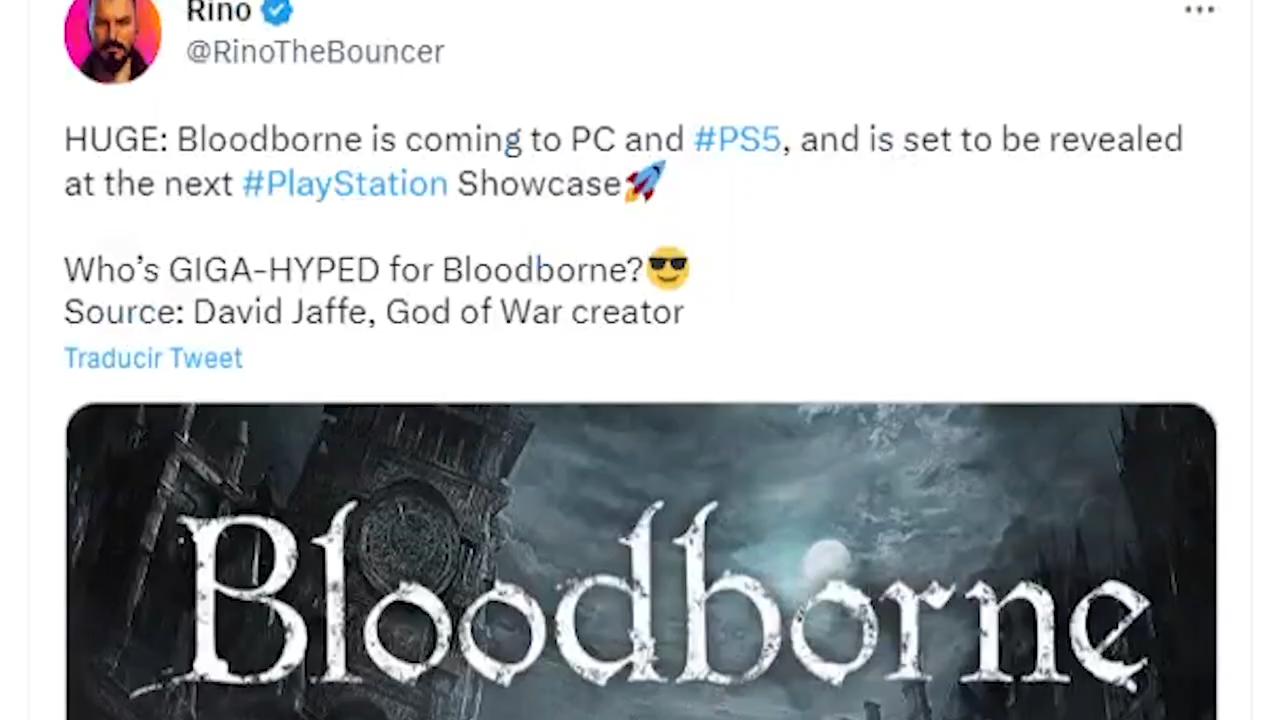 Rino
@RinoTheBouncer
HUGE: Bloodborne is coming to PC and #PS5, and is set to be revealed
at the next #PlayStation Showcase🚀
Who’s GIGA-HYPED for Bloodborne?😎
Source: David Jaffe, God of War creator
Traducir Tweet
Bloodborne